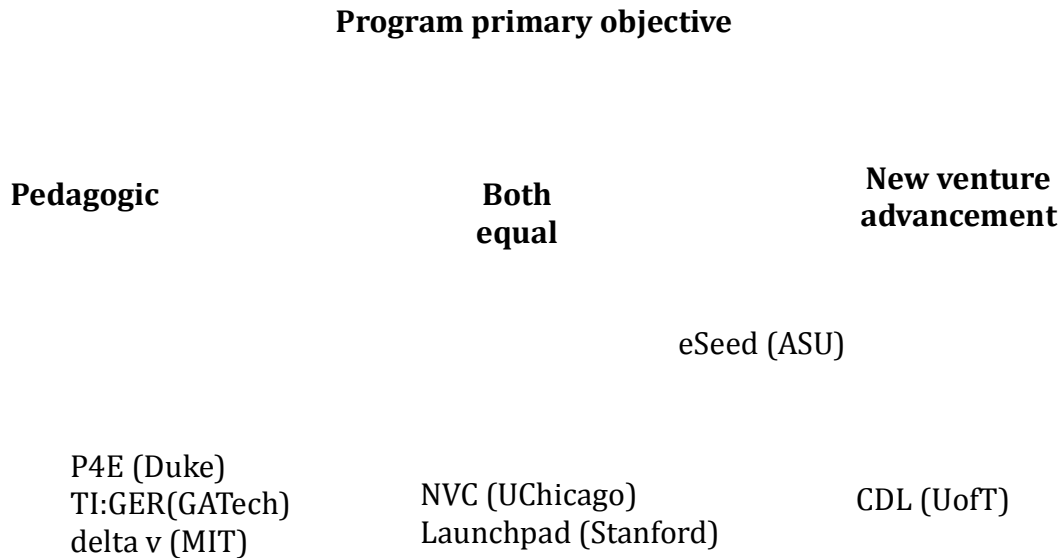 Program primary objective
Pedagogic
Both
equal
New venture
advancement
eSeed (ASU)
P4E (Duke)
TI:GER(GATech)
delta v (MIT)
NVC (UChicago)
Launchpad (Stanford)
CDL (UofT)